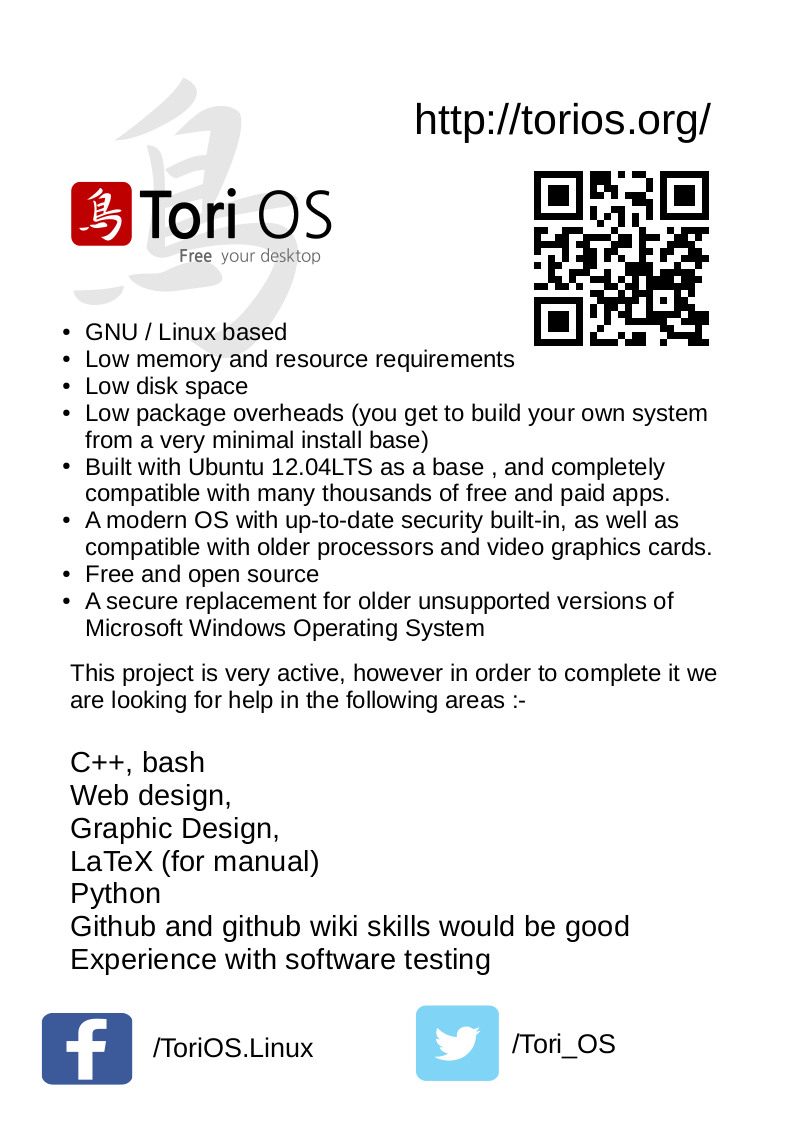 http://torios.org/
鳥
鳥 Tori OS
Free your desktop
• GNU / Linux based
• Low memory and resource requirements
• Low disk space
• Low package overheads (you get to build your own system
from a very minimal install base)
• Built with Ubuntu 12.04LTS as a base , and completely
compatible with many thousands of free and paid apps.
• A modern OS with up-to-date security built-in, as well as
compatible with older processors and video graphics cards.
• Free and open source
• A secure replacement for older unsupported versions of
Microsoft Windows Operating System
This project is very active, however in order to complete it we
are looking for help in the following areas :-
C++, bash
Web design,
Graphic Design,
LaTeX (for manual)
Python
Github and github wiki skills would be good
Experience with software testing
f /ToriOS.Linux
/Tori_OS